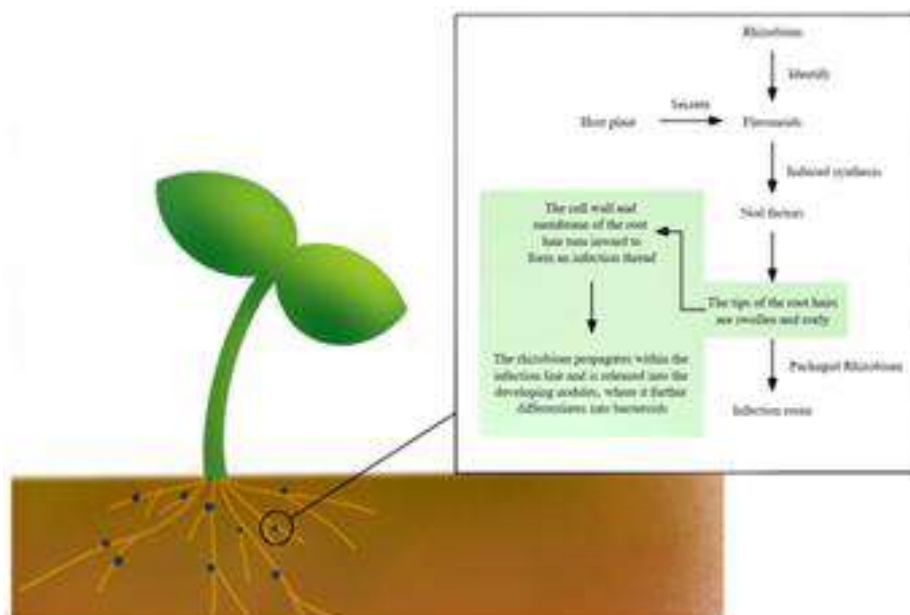 Rhizobium
Identify
Host plant
Secrete
Flavonoids
Induced synthesis
Nod factors
The cell wall and
membrane of the root
hair turn inward to
form an infection thread
The tips of the root hairs
are swollen and curly
The rhizobium propagates within the
infection line and is released into the
developing nodules, where it further
differentiates into bacteroids
Packaged Rhizobium
Infection room